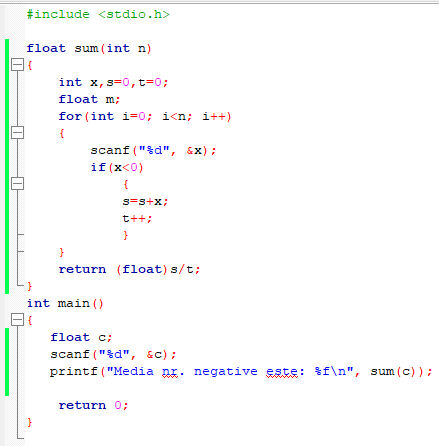 #include <stdio.h>
float sum(int n)
{
int x,s=0,t=0;
float m;
for(int i=0; i<n; i++)
{
scanf("%d", &x);
if(x<0)
{
s=s+x;
t++;
}
}
return (float)s/t;
}
int main()
{
float c;
scanf("%d", &c);
printf("Media nr. negative este: %f\n", sum(c));
return 0;
}